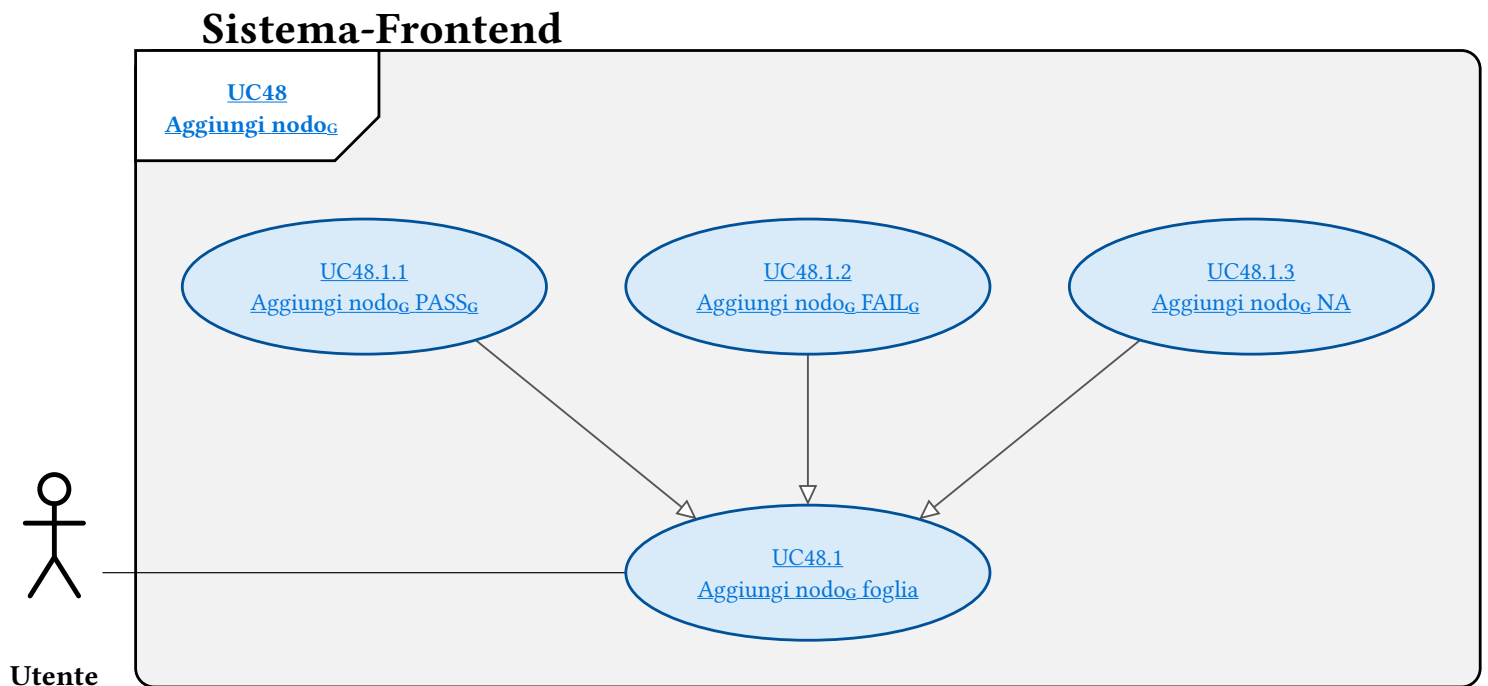 Sistema-Frontend
UC48
Aggiungi nodoG
UC48.1.1
Aggiungi nodoG PASSG
UC48.1.2
Aggiungi nodoG FAILG
UC48.1.3
Aggiungi nodoG NA
UC48.1
Aggiungi nodoG foglia
Utente